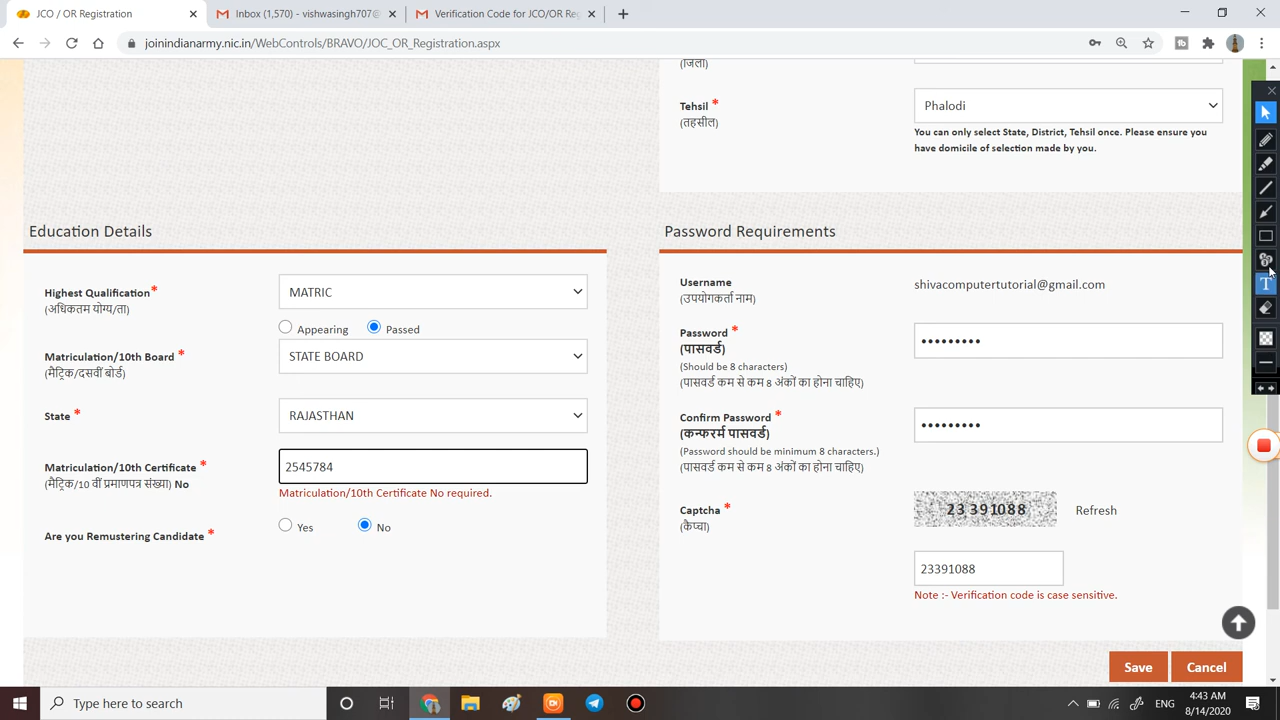 JCO / OR Registration
Inbox (1,570) - vishwasingh707@
Verification Code for JCO/OR Reg
joinindianarmy.nic.in/WebControls/BRAVO/JOC_OR_Registration.aspx
(जिला)
Tehsil *
(तहसील)
Phalodi
You can only select State, District, Tehsil once. Please ensure you
have domicile of selection made by you.
Education Details
Highest Qualification*
(अधिकतम योग्य/ता)
MATRIC
Appearing
Passed
Matriculation/10th Board *
(मैट्रिक/दसवीं बोर्ड)
STATE BOARD
State *
RAJASTHAN
Matriculation/10th Certificate *
(मैट्रिक/10 वीं प्रमाणपत्र संख्या) No
2545784
Matriculation/10th Certificate No required.
Are you Remustering Candidate *
Yes
No
Password Requirements
Username
(उपयोगकर्ता नाम)
shivacomputertutorial@gmail.com
Password *
(पासवर्ड)
(Should be 8 characters)
(पासवर्ड कम से कम 8 अंकों का होना चाहिए)
•••••••••
Confirm Password *
(कन्फरर्म पासवर्ड)
(Password should be minimum 8 characters.)
(पासवर्ड कम से कम 8 अंकों का होना चाहिए)
•••••••••
Captcha *
(कैप्चा)
23391088
Refresh
23391088
Note :- Verification code is case sensitive.
Save
Cancel
T
Type here to search
ENG
4:43 AM
8/14/2020